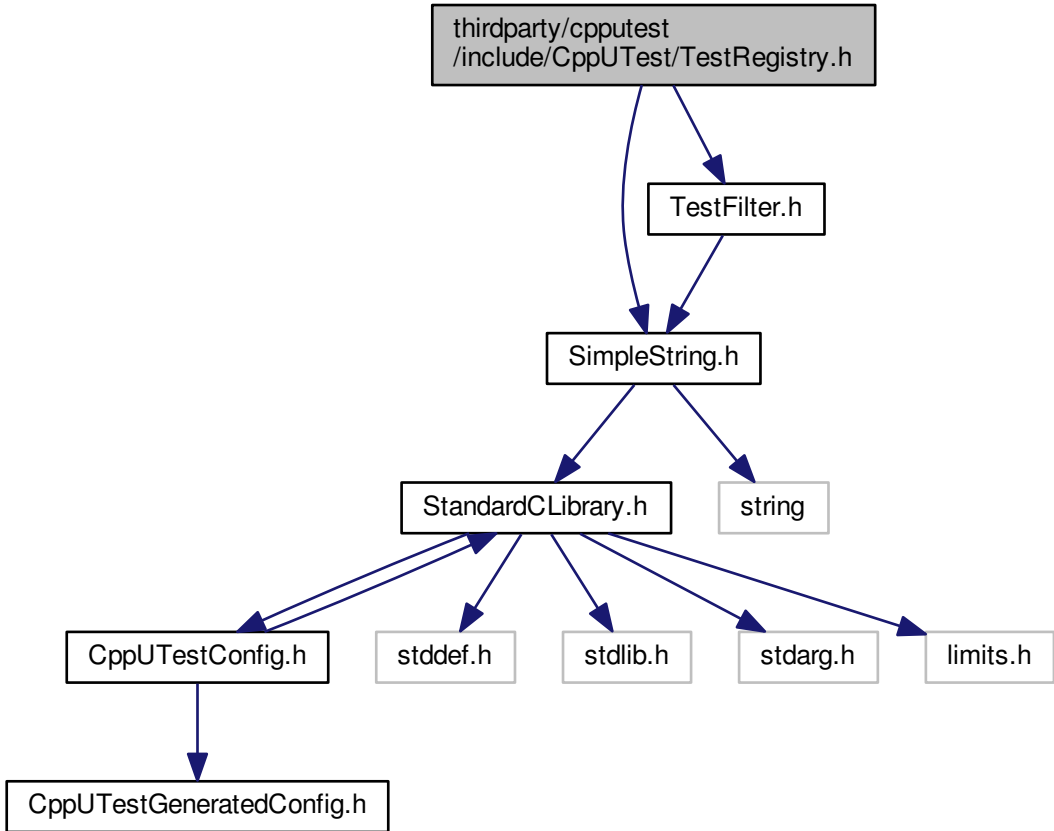 thirdparty/cpputest
/include/CppUTest/TestRegistry.h
TestFilter.h
SimpleString.h
StandardCLibrary.h
string
CppUTestConfig.h
stddef.h
stdlib.h
stdarg.h
limits.h
CppUTestGeneratedConfig.h